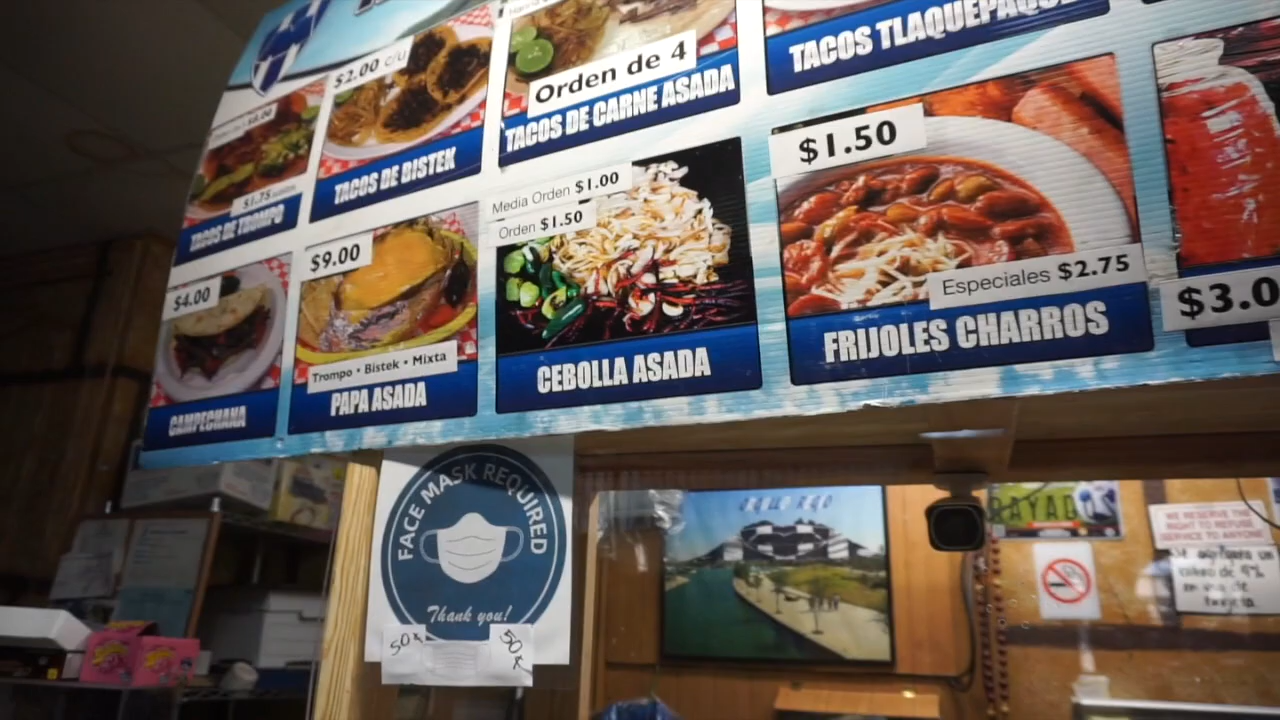 $2.00 c/u
Orden de 4
TACOS TLAQUEPAQUE
TACOS DE CARNE ASADA
TACOS DE BISTEK
$1.75
TACOS DE TROMPO
$1.50
Media Orden $1.00
Orden $1.50
$9.00
$4.00
Especiales $2.75
$3.0
Trompo • Bistek • Mixta
FRIJOLES CHARROS
CEBOLLA ASADA
PAPA ASADA
CAMPECHANA
FACE MASK REQUIRED
Thank you!
50¢
50¢
RAYAD
WE RESERVE THE
RIGHT TO REFUSE
SERVICE TO ANYONE